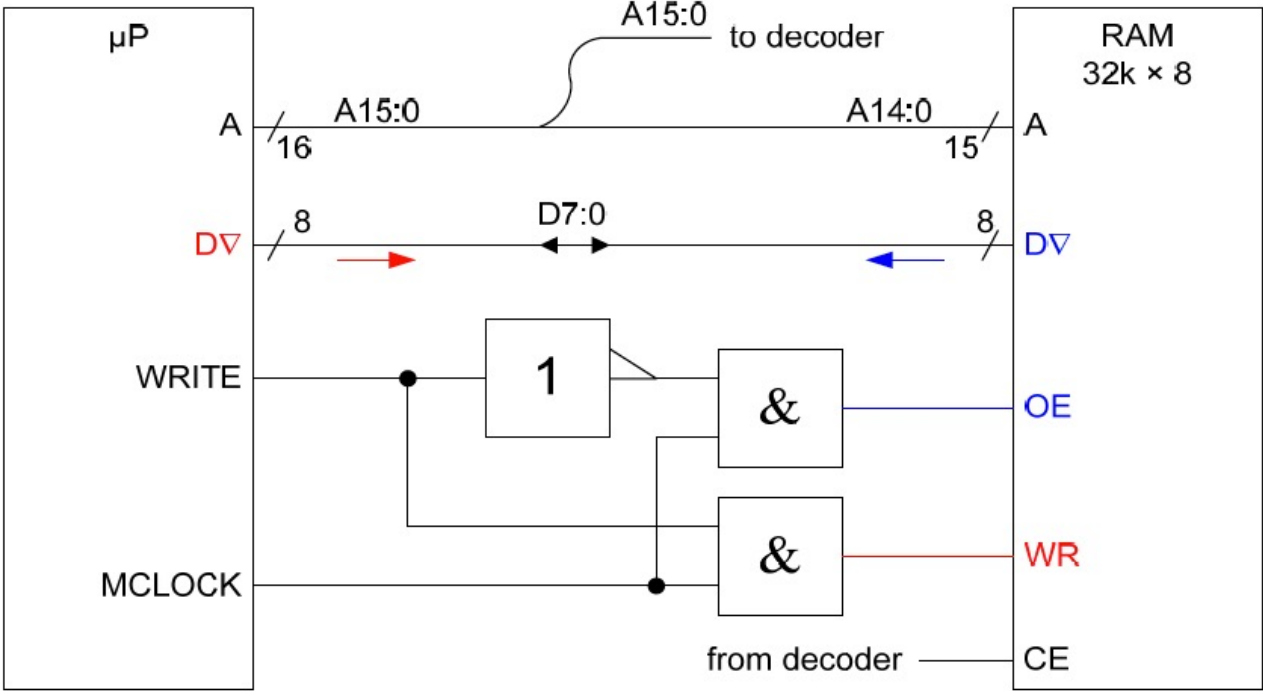 µP
A15:0
to decoder
RAM
32k × 8
A
A15:0
A14:0
A
16
15
D7:0
8
8
D∇
D∇
WRITE
1
&
OE
&
WR
MCLOCK
from decoder
CE